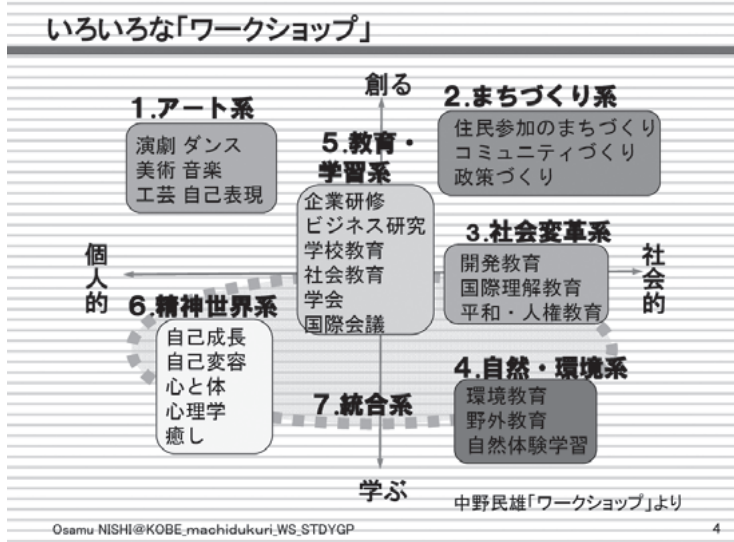 いろいろな「ワークショップ」
創る
1.アート系
演劇 ダンス
美術 音楽
工芸 自己表現
2.まちづくり系
住民参加のまちづくり
コミュニティづくり
政策づくり
5.教育・
学習系
企業研修
ビジネス研究
学校教育
社会教育
学会
国際会議
3.社会変革系
開発教育
国際理解教育
平和・人権教育
個人的
社会的
6.精神世界系
自己成長
自己変容
心と体
心理学
癒し
4.自然・環境系
環境教育
野外教育
自然体験学習
7.統合系
学ぶ
中野民雄「ワークショップ」より
Osamu NISHI@KOBE_machidukuri_WS_STDYGP
4